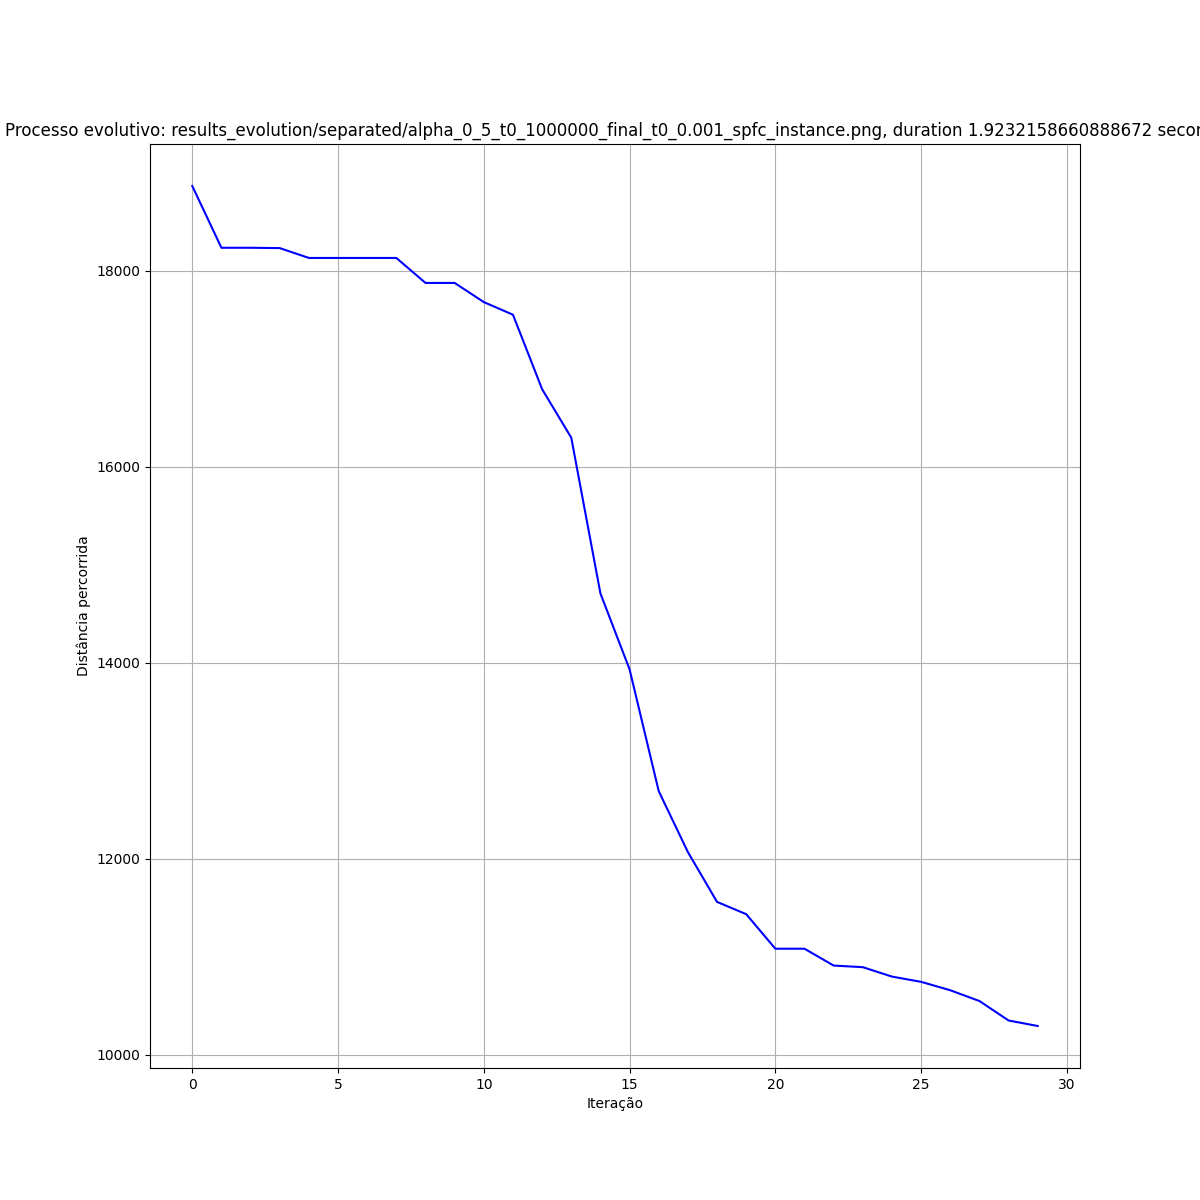 Processo evolutivo: results_evolution/separated/alpha_0_5_t0_1000000_final_t0_0.001_spfc_instance.png, duration 1.9232158660888672
18000
16000
14000
12000
10000
Distância percorrida
0 5 10 15 20 25 30
Iteração